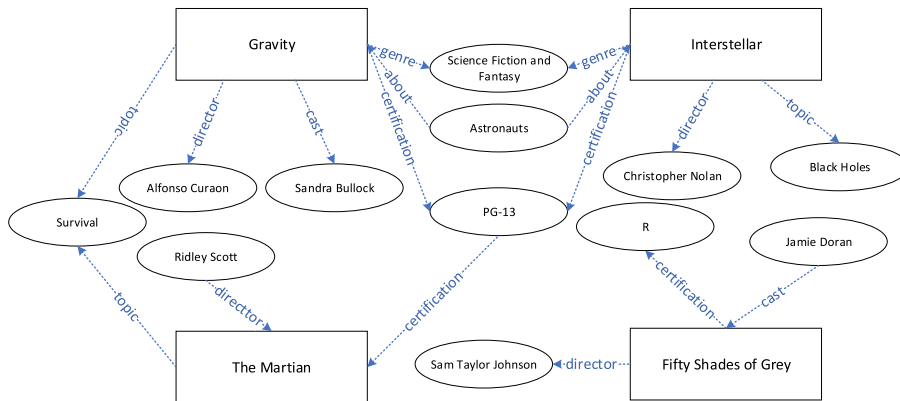 Gravity
Interstellar
genre
Science Fiction and
Fantasy
genre
about
about
Astronauts
topic
director
cast
certification
certification
director
topic
Alfonso Curaon
Sandra Bullock
Christopher Nolan
Black Holes
Survival
PG-13
R
Jamie Doran
Ridley Scott
topic
directtor
certification
certification
cast
The Martian
Sam Taylor Johnson
director
Fifty Shades of Grey